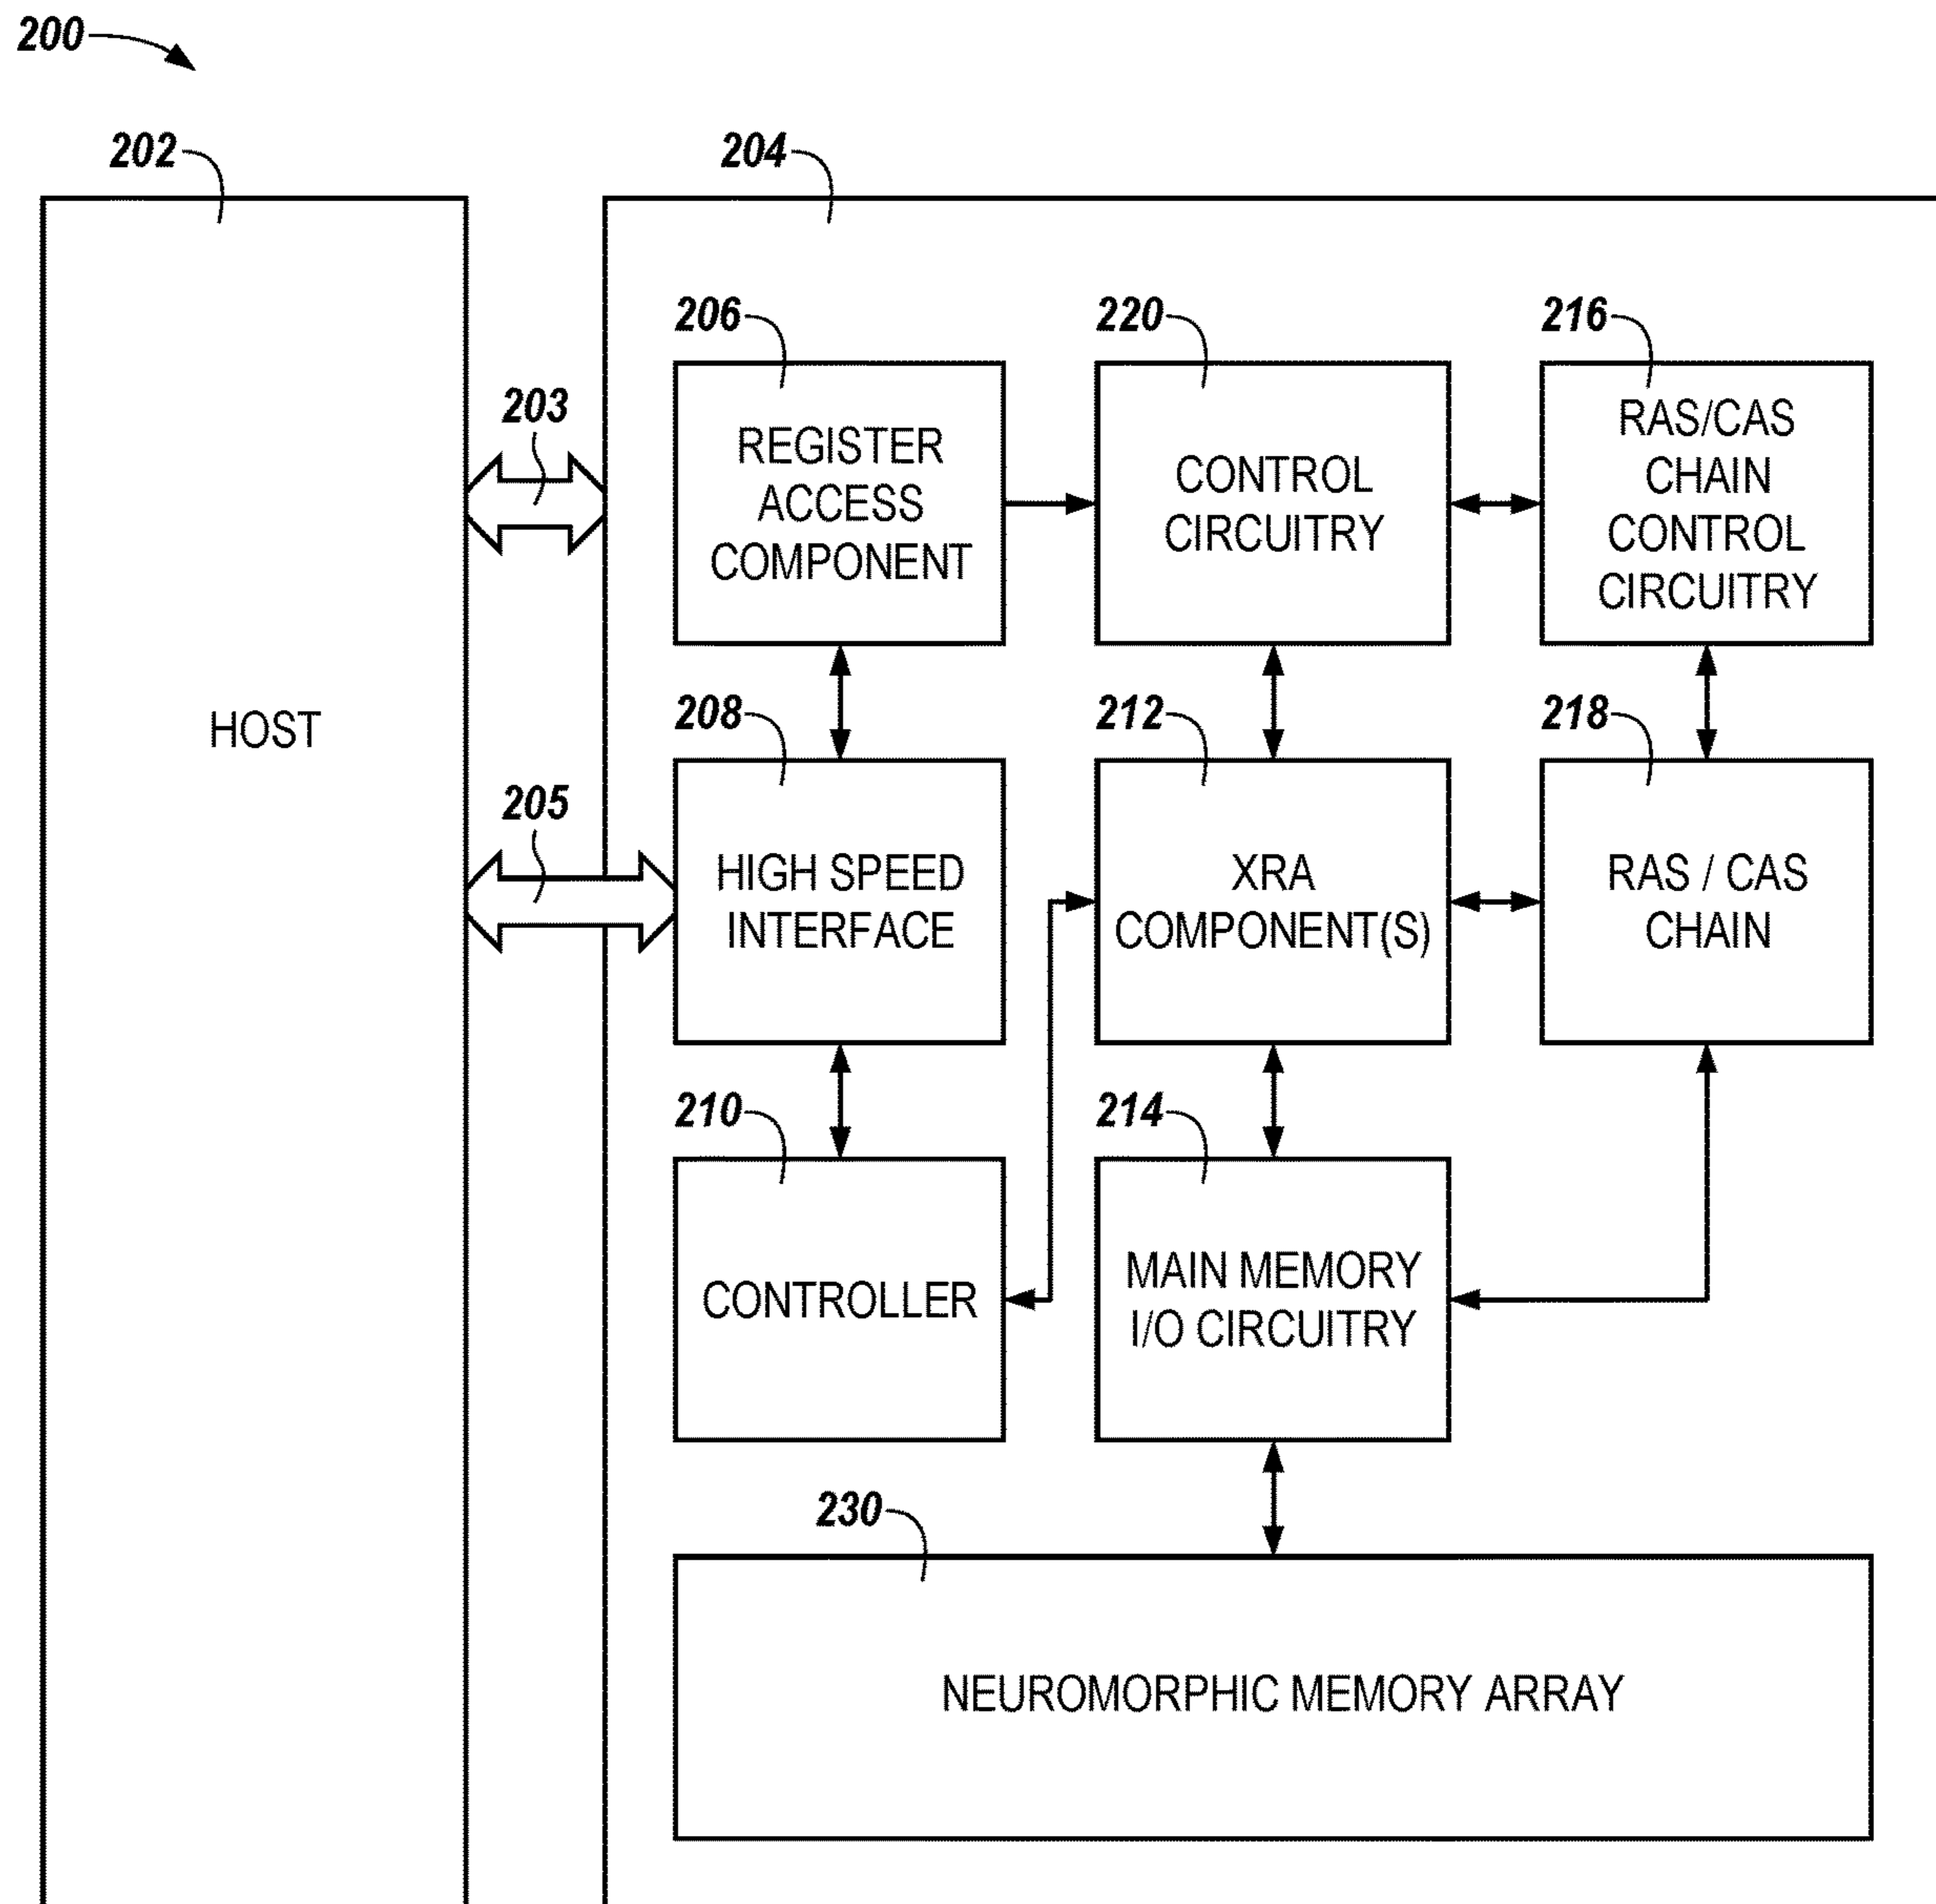 200
202
204
206
220
216
203
REGISTER
ACCESS
COMPONENT
CONTROL
CIRCUITRY
RAS/CAS
CHAIN
CONTROL
CIRCUITRY
HOST
208
212
218
205
HIGH SPEED
INTERFACE
XRA
COMPONENT(S)
RAS / CAS
CHAIN
210
214
CONTROLLER
MAIN MEMORY
I/O CIRCUITRY
230
NEUROMORPHIC MEMORY ARRAY